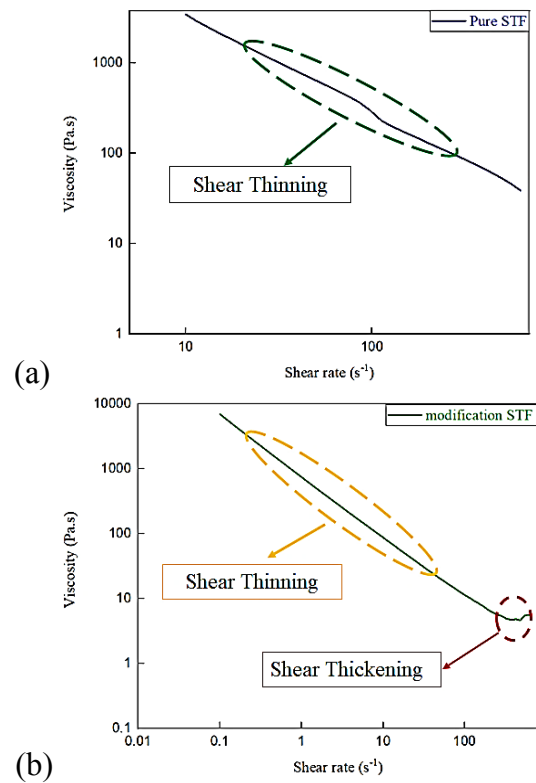 Pure STF
1000
100
10
1
Viscosity (Pa.s)
Shear Thinning
10
100
Shear rate (s⁻¹)
(a)
modification STF
10000
1000
100
10
1
0.1
Viscosity (Pa.s)
Shear Thinning
Shear Thickening
0.01
0.1
1
10
100
Shear rate (s⁻¹)
(b)